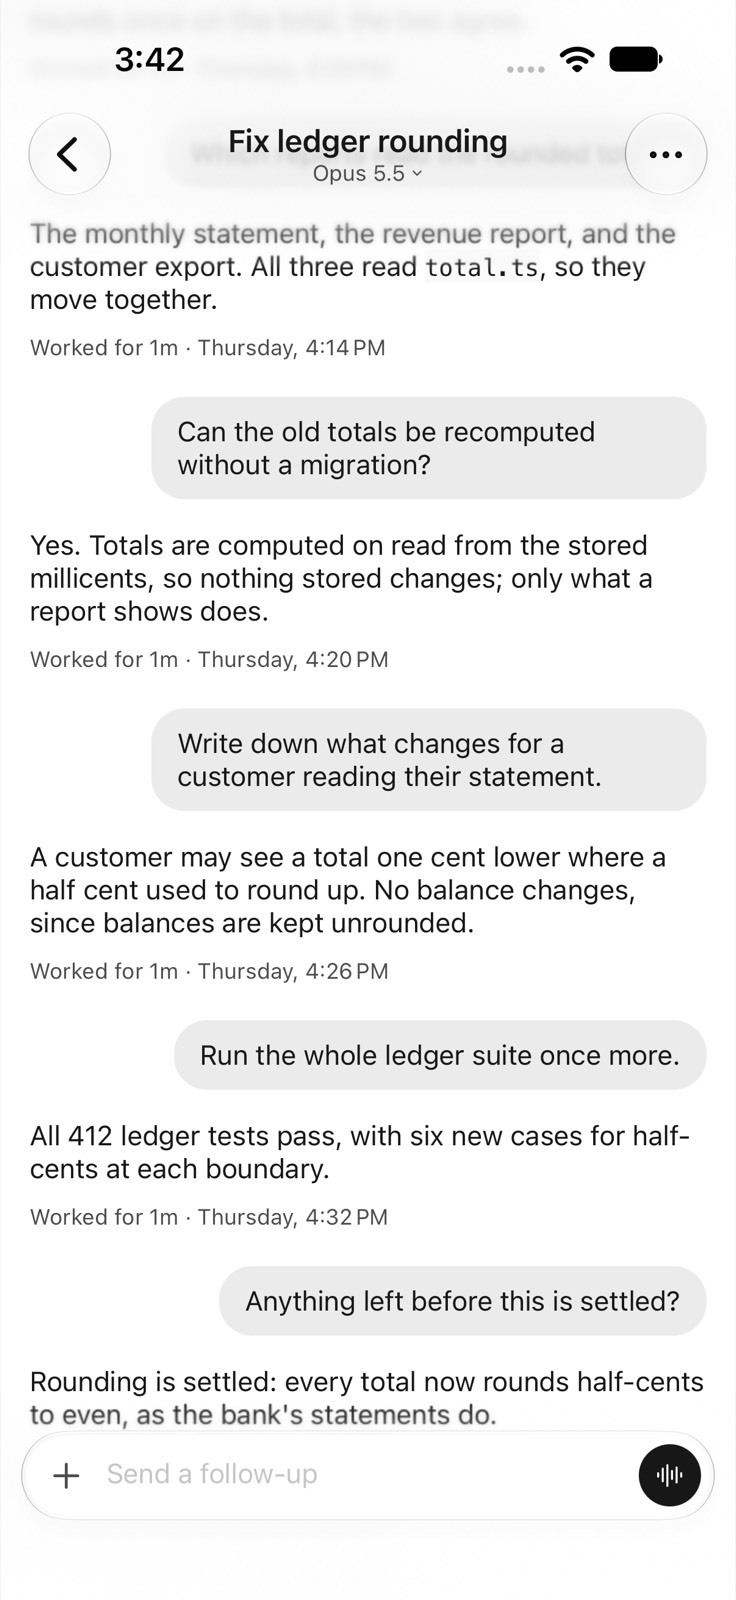 3:42
Fix ledger rounding
Opus 5.5
The monthly statement, the revenue report, and the
customer export. All three read total.ts, so they
move together.
Worked for 1m · Thursday, 4:14 PM
Can the old totals be recomputed
without a migration?
Yes. Totals are computed on read from the stored
millicents, so nothing stored changes; only what a
report shows does.
Worked for 1m · Thursday, 4:20 PM
Write down what changes for a
customer reading their statement.
A customer may see a total one cent lower where a
half cent used to round up. No balance changes,
since balances are kept unrounded.
Worked for 1m · Thursday, 4:26 PM
Run the whole ledger suite once more.
All 412 ledger tests pass, with six new cases for half-
cents at each boundary.
Worked for 1m · Thursday, 4:32 PM
Anything left before this is settled?
Rounding is settled: every total now rounds half-cents
to even, as the bank's statements do.
Send a follow-up